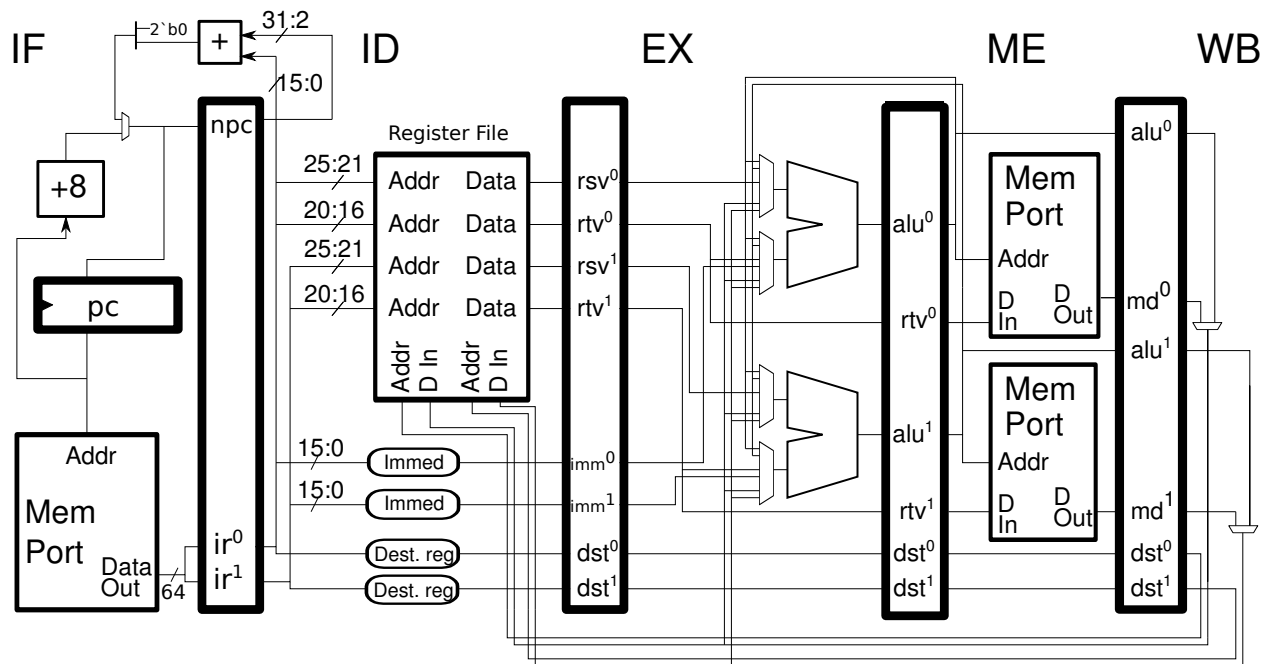 IF
ID
EX
ME
WB
2`b0
+
31:2
15:0
npc
+8
pc
Addr
Mem
Port
Data
Out
64
ir⁰
ir¹
Register File
25:21
Addr
Data
20:16
Addr
Data
25:21
Addr
Data
20:16
Addr
Data
Addr
D In
Addr
D In
15:0
Immed
15:0
Immed
Dest. reg
Dest. reg
rsv⁰
rtv⁰
rsv¹
rtv¹
imm⁰
imm¹
dst⁰
dst¹
alu⁰
rtv⁰
alu¹
rtv¹
dst⁰
dst¹
Mem
Port
Addr
D
In
D
Out
Mem
Port
Addr
D
In
D
Out
alu⁰
md⁰
alu¹
md¹
dst⁰
dst¹